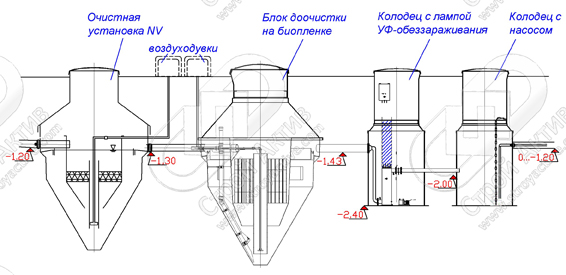 Очистная
установка NV
воздуходувки
Блок доочистки
на биопленке
Колодец с лампой
УФ-обеззараживания
Колодец с
насосом
-1,20
-1,30
-1,43
-2,40
-2,00
0...-1,20